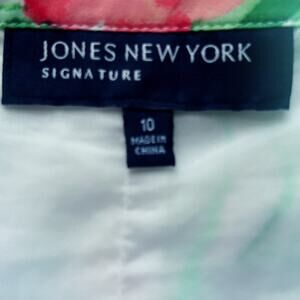 JONES NEW YORK
SIGNATURE
10
MADE IN
CHINA